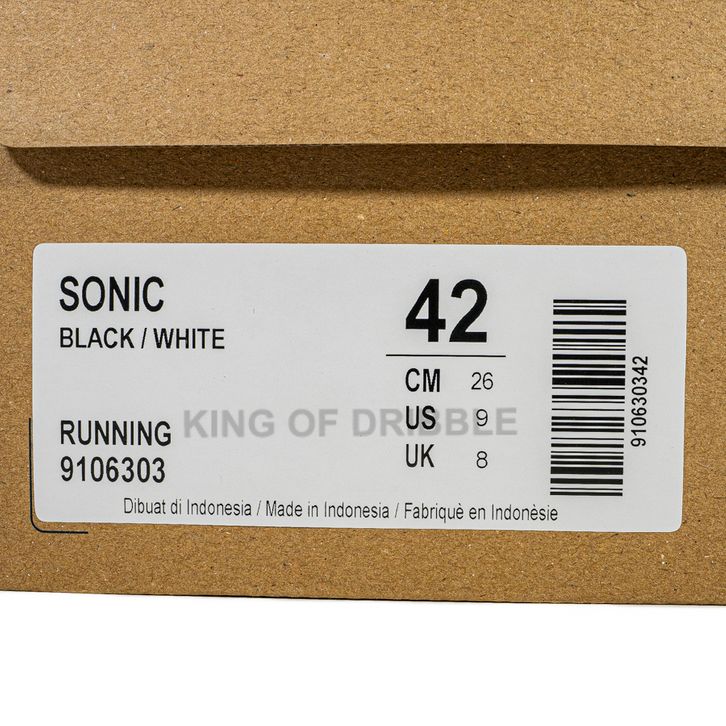 SONIC
BLACK / WHITE
RUNNING
9106303
42
CM 26
US 9
UK 8
910630342
KING OF DRIBBLE
Dibuat di Indonesia / Made in Indonesia / Fabriquè en Indonèsie